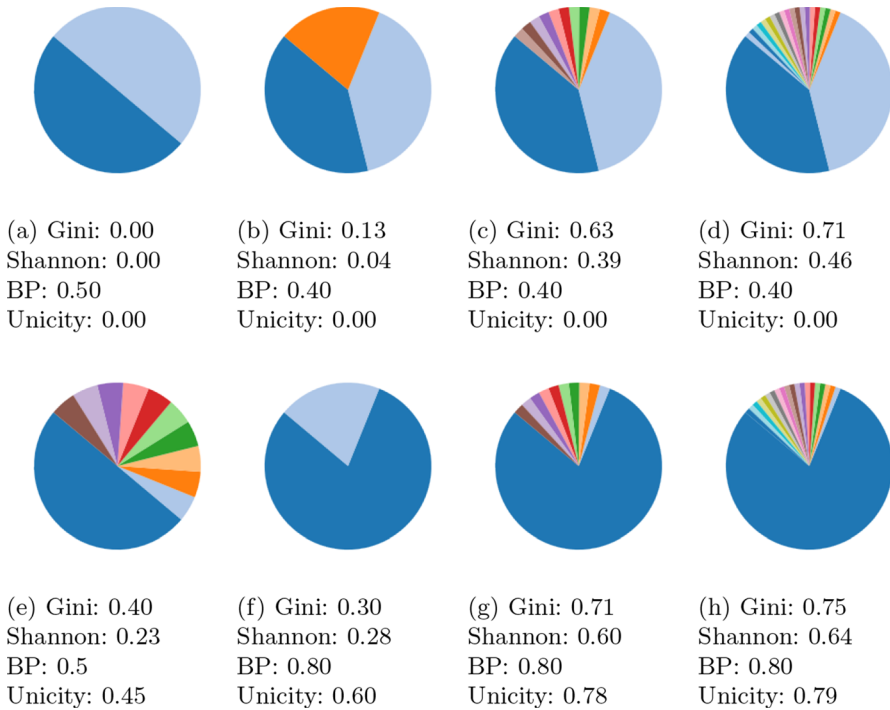 (a) Gini: 0.00
Shannon: 0.00
BP: 0.50
Unicity: 0.00
(b) Gini: 0.13
Shannon: 0.04
BP: 0.40
Unicity: 0.00
(c) Gini: 0.63
Shannon: 0.39
BP: 0.40
Unicity: 0.00
(d) Gini: 0.71
Shannon: 0.46
BP: 0.40
Unicity: 0.00
(e) Gini: 0.40
Shannon: 0.23
BP: 0.5
Unicity: 0.45
(f) Gini: 0.30
Shannon: 0.28
BP: 0.80
Unicity: 0.60
(g) Gini: 0.71
Shannon: 0.60
BP: 0.80
Unicity: 0.78
(h) Gini: 0.75
Shannon: 0.64
BP: 0.80
Unicity: 0.79